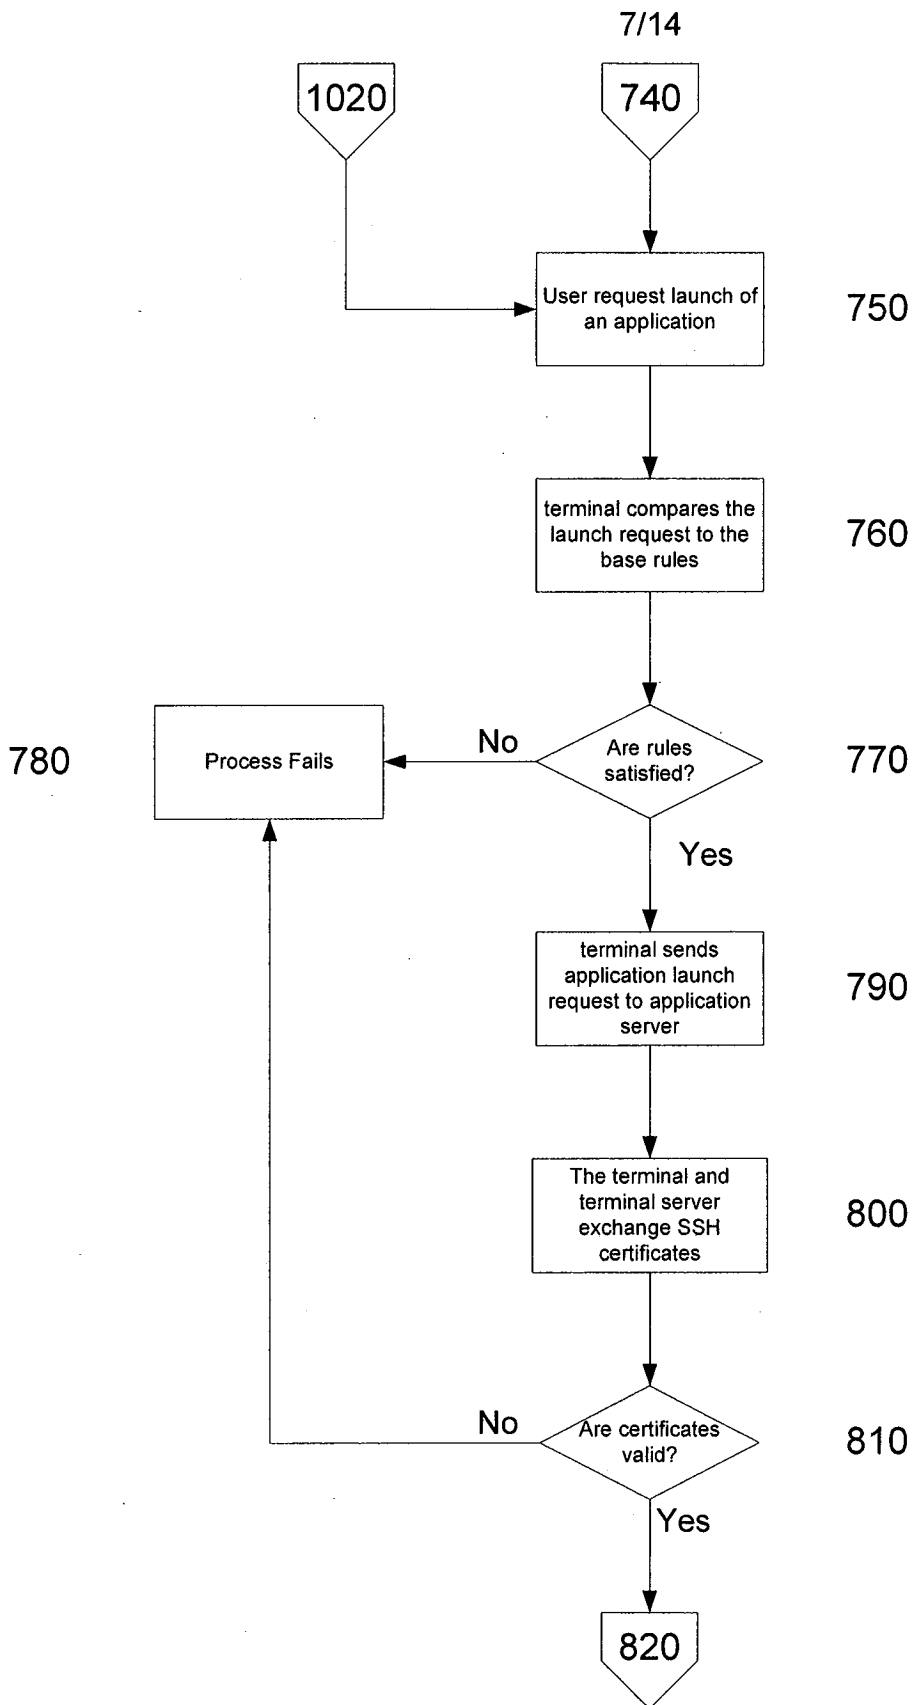 7/14
1020
740
User request launch of
an application
750
terminal compares the
launch request to the
base rules
760
780
Process Fails
No
Are rules
satisfied?
770
Yes
terminal sends
application launch
request to application
server
790
The terminal and
terminal server
exchange SSH
certificates
800
No
Are certificates
valid?
810
Yes
820